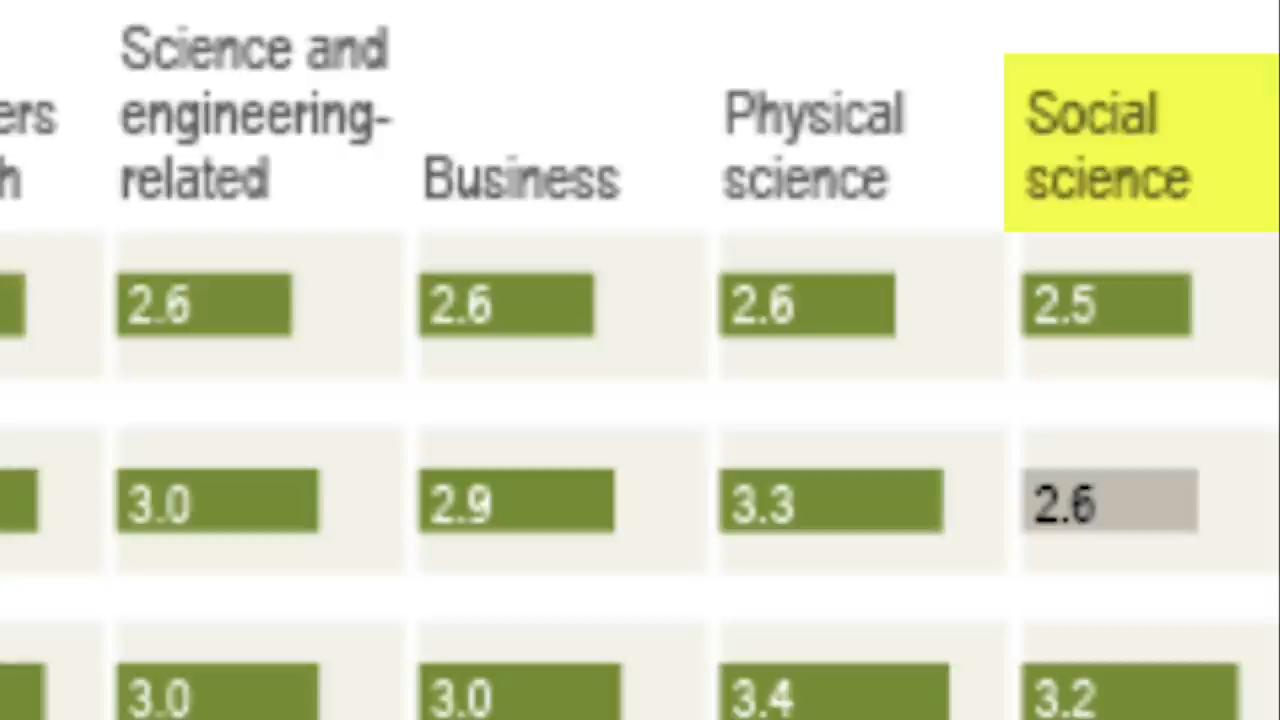 Science and
engineering-
related
ers
h
Business
Physical
science
Social
science
2.6 2.6 2.6 2.5
3.0 2.9 3.3 2.6
3.0 3.0 3.4 3.2